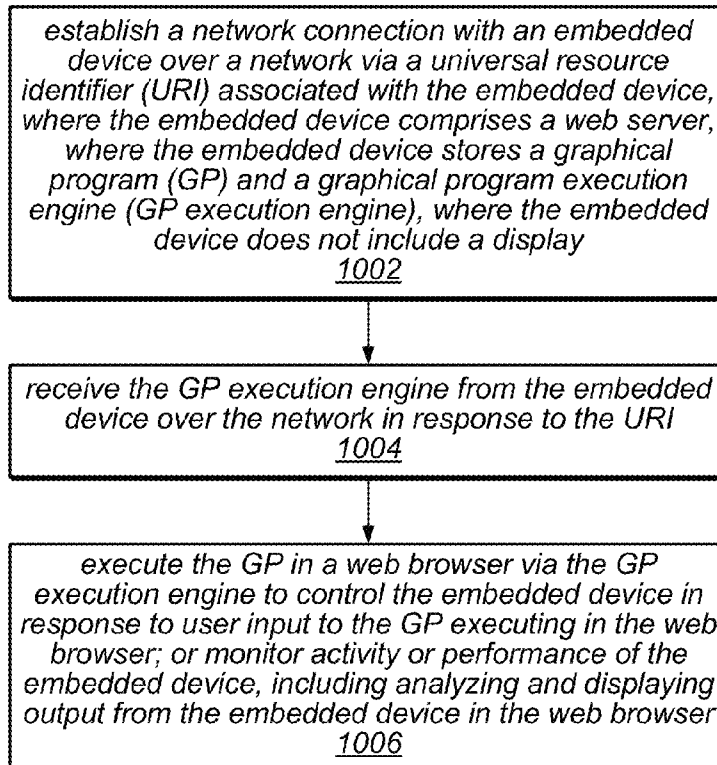 establish a network connection with an embedded
device over a network via a universal resource
identifier (URI) associated with the embedded device,
where the embedded device comprises a web server,
where the embedded device stores a graphical
program (GP) and a graphical program execution
engine (GP execution engine), where the embedded
device does not include a display
1002
receive the GP execution engine from the embedded
device over the network in response to the URI
1004
execute the GP in a web browser via the GP
execution engine to control the embedded device in
response to user input to the GP executing in the web
browser; or monitor activity or performance of the
embedded device, including analyzing and displaying
output from the embedded device in the web browser
1006